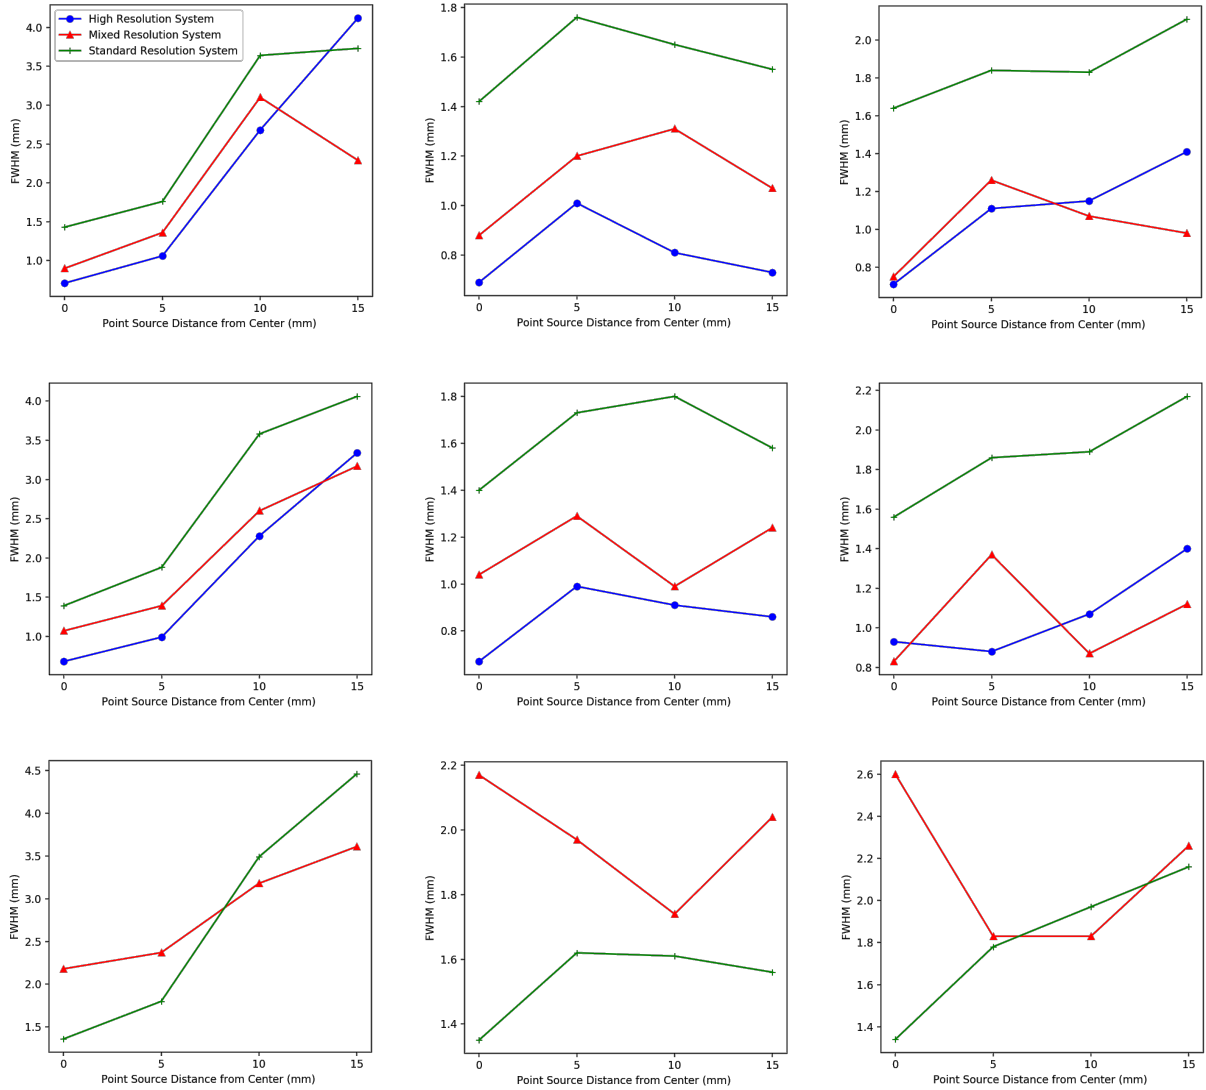 4.0
3.5
3.0
2.5
2.0
1.5
1.0
FWHM (mm)
High Resolution System
Mixed Resolution System
Standard Resolution System
0 5 10 15
Point Source Distance from Center (mm)
1.8
1.6
1.4
1.2
1.0
0.8
FWHM (mm)
0 5 10 15
Point Source Distance from Center (mm)
2.0
1.8
1.6
1.4
1.2
1.0
0.8
FWHM (mm)
0 5 10 15
Point Source Distance from Center (mm)
4.0
3.5
3.0
2.5
2.0
1.5
1.0
FWHM (mm)
0 5 10 15
Point Source Distance from Center (mm)
1.8
1.6
1.4
1.2
1.0
0.8
FWHM (mm)
0 5 10 15
Point Source Distance from Center (mm)
2.2
2.0
1.8
1.6
1.4
1.2
1.0
0.8
FWHM (mm)
0 5 10 15
Point Source Distance from Center (mm)
4.5
4.0
3.5
3.0
2.5
2.0
1.5
FWHM (mm)
0 5 10 15
Point Source Distance from Center (mm)
2.2
2.0
1.8
1.6
1.4
FWHM (mm)
0 5 10 15
Point Source Distance from Center (mm)
2.6
2.4
2.2
2.0
1.8
1.6
1.4
FWHM (mm)
0 5 10 15
Point Source Distance from Center (mm)